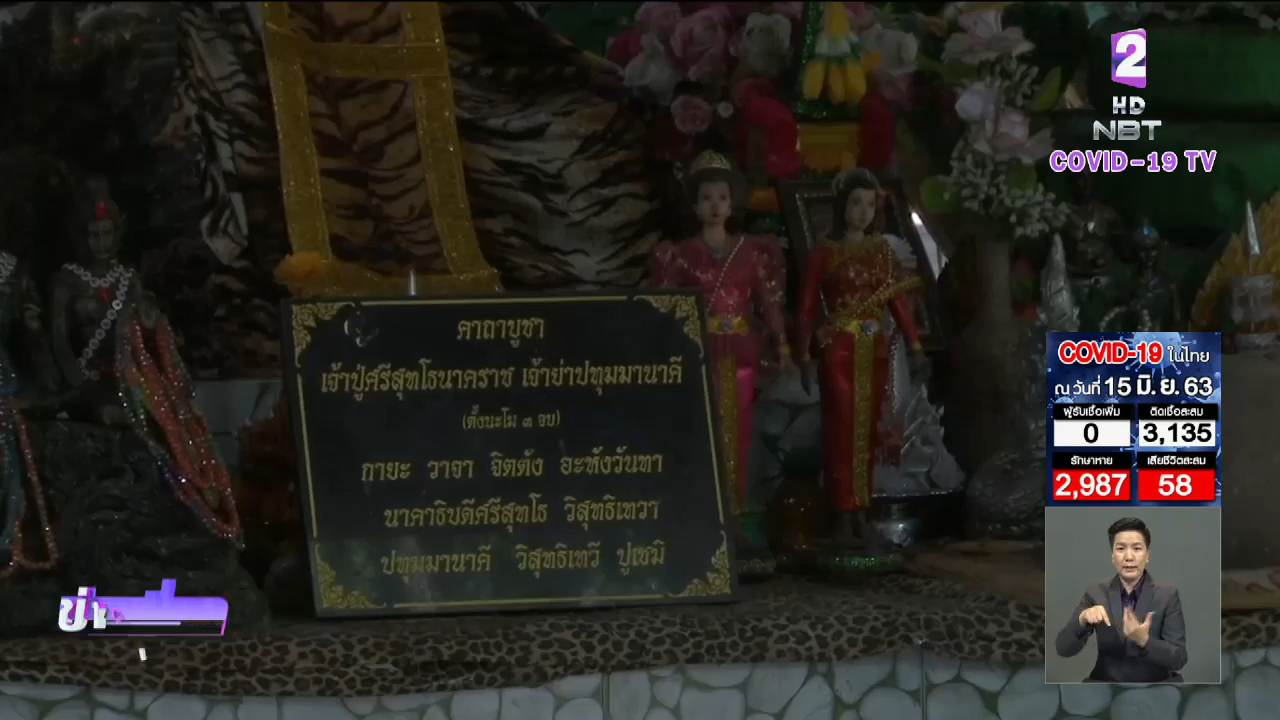 2
HD
NBT
COVID-19 TV
คาถาบูชา
เจ้าปู่ศรีสุทโธนาคราช เจ้าย่าปทุมมานาคี
(ตั้งนะโม ๓ จบ)
กายะ วาจา จิตตัง อะหังวันทา
นาคาธิบดีศรีสุทโธ วิสุทธิเทวา
ปทุมมานาคี วิสุทธิเทวี ปูเชมิ
COVID-19 ในไทย
ณ วันที่ 15 มิ.ย. 63
ผู้รับเชื้อเพิ่ม ติดเชื้อสะสม
0 3,135
รักษาหาย เสียชีวิตสะสม
2,987 58